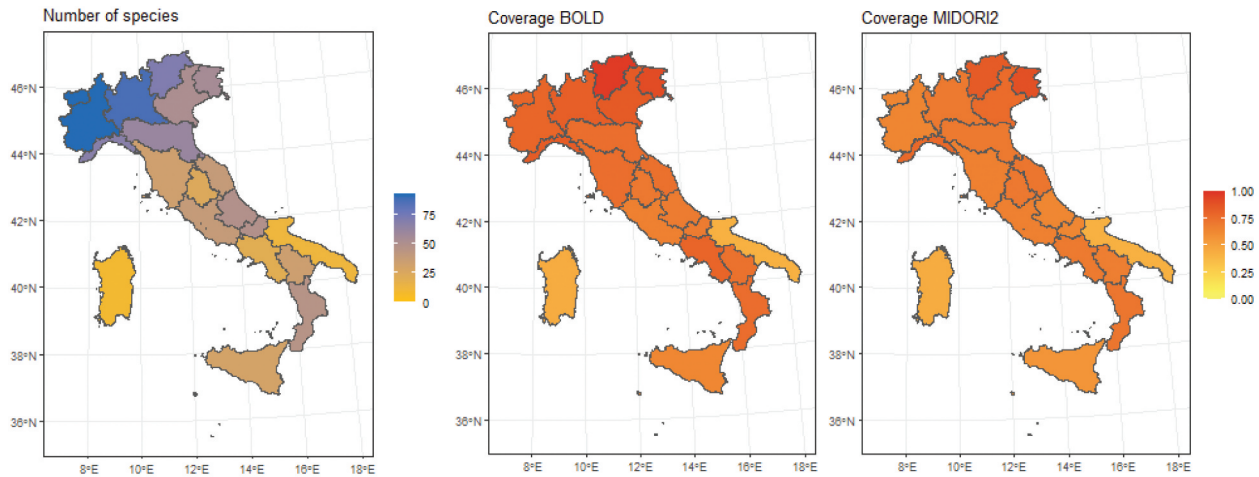 Number of species
46°N
44°N
42°N
40°N
38°N
36°N
8°E 10°E 12°E 14°E 16°E 18°E
75
50
25
0
Coverage BOLD
46°N
44°N
42°N
40°N
38°N
36°N
8°E 10°E 12°E 14°E 16°E 18°E
Coverage MIDORI2
46°N
44°N
42°N
40°N
38°N
36°N
8°E 10°E 12°E 14°E 16°E 18°E
1.00
0.75
0.50
0.25
0.00